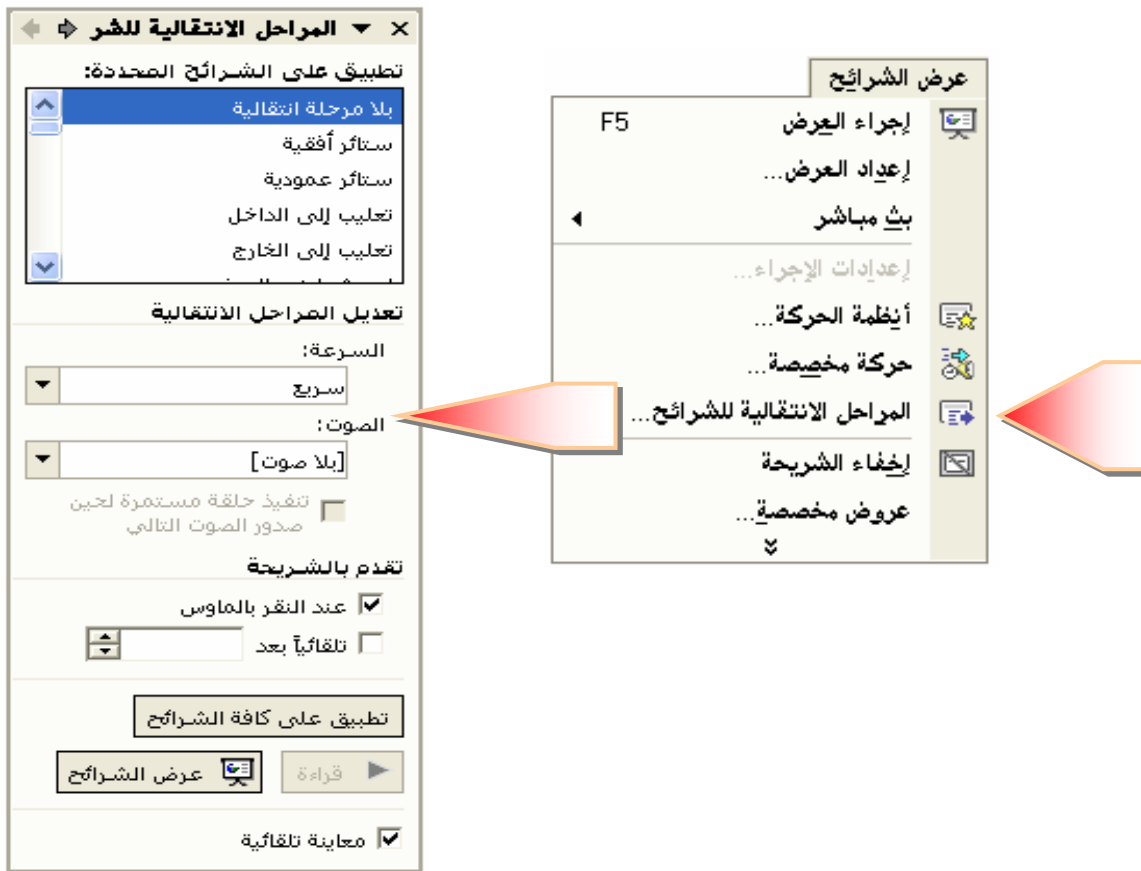 عرض الشرائح
إجراء العرض F5
إعداد العرض...
بث مباشر
إعدادات الإجراء...
أنظمة الحركة...
حركة مخصصة...
المراحل الانتقالية للشرائح...
إخفاء الشريحة
عروض مخصصة...
المراحل الانتقالية للشر
تطبيق على الشرائح المحددة:
بلا مرحلة انتقالية
ستائر أفقية
ستائر عمودية
تعليب إلى الداخل
تعليب إلى الخارج
تعديل المراحل الانتقالية
السرعة:
سريع
الصوت:
[بلا صوت]
تنفيذ حلقة مستمرة لحين
صدور الصوت التالي
تقدم بالشريحة
عند النقر بالماوس
تلقائياً بعد
تطبيق على كافة الشرائح
قراءة عرض الشرائح
معاينة تلقائية